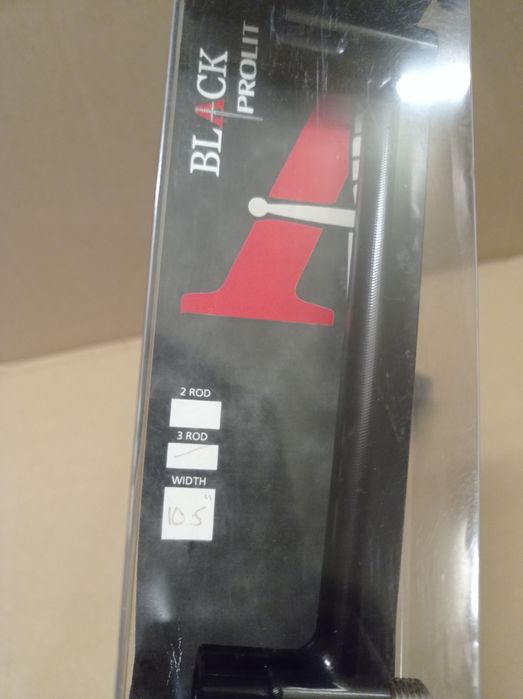 BLACK
PROLIT
2 ROD
3 ROD
WIDTH
10.5"